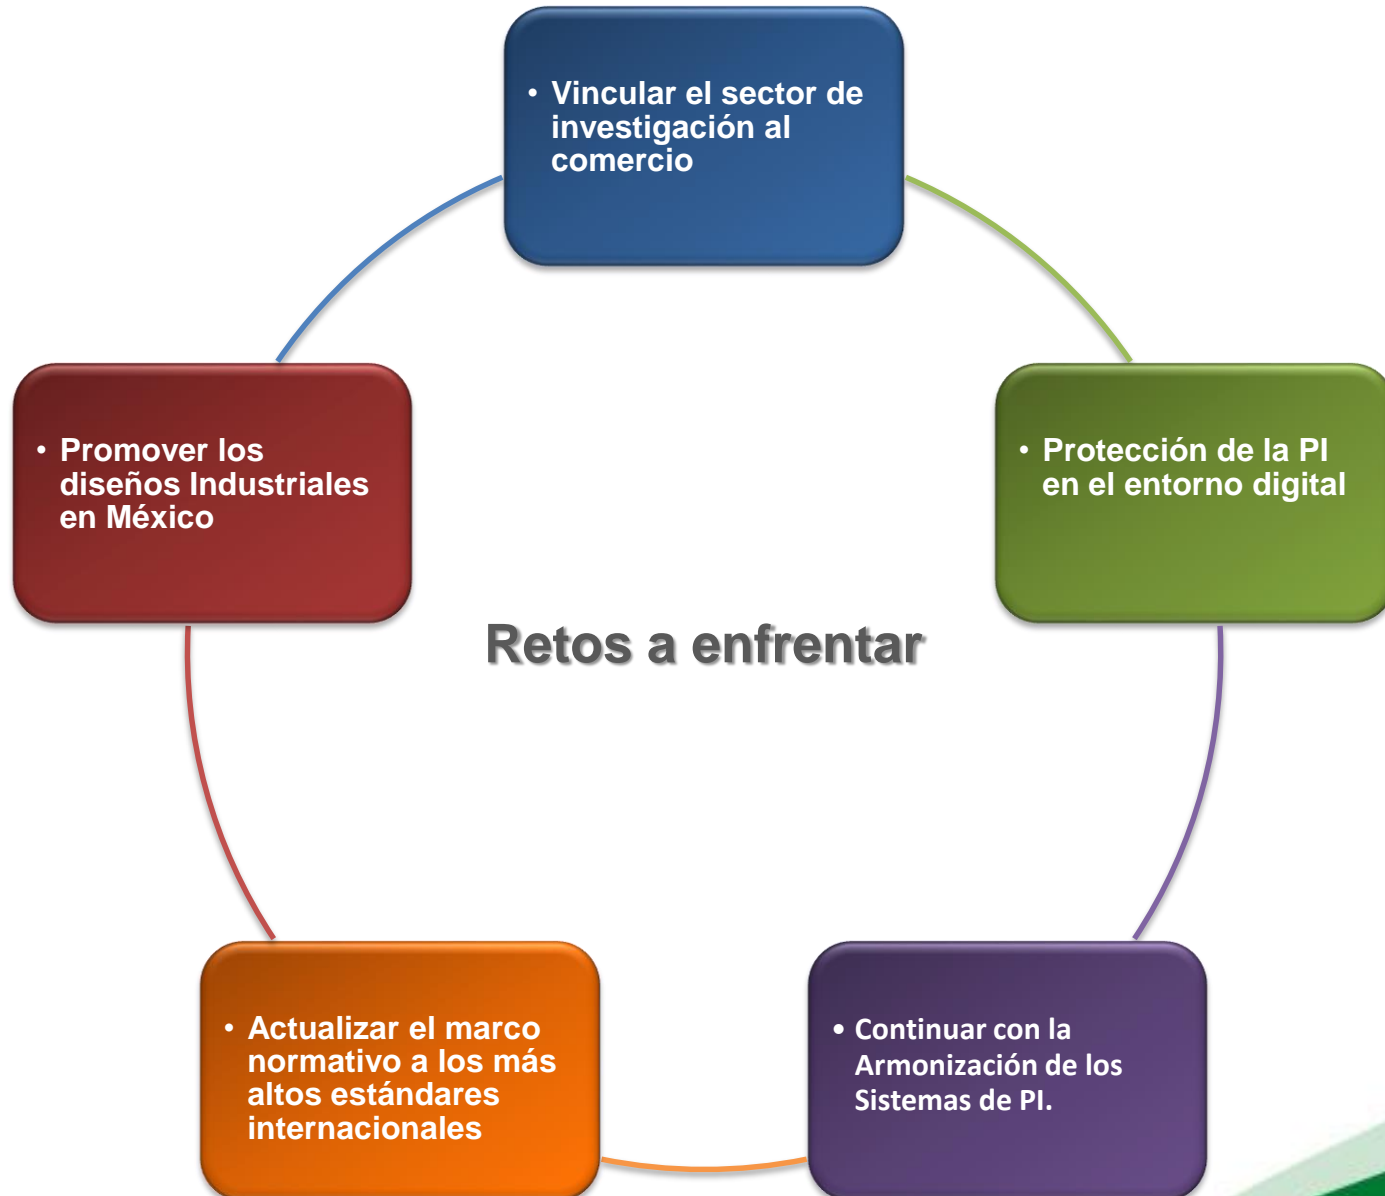 • Vincular el sector de
investigación al
comercio
• Promover los
diseños Industriales
en México
• Protección de la PI
en el entorno digital
Retos a enfrentar
• Actualizar el marco
normativo a los más
altos estándares
internacionales
• Continuar con la
Armonización de los
Sistemas de PI.